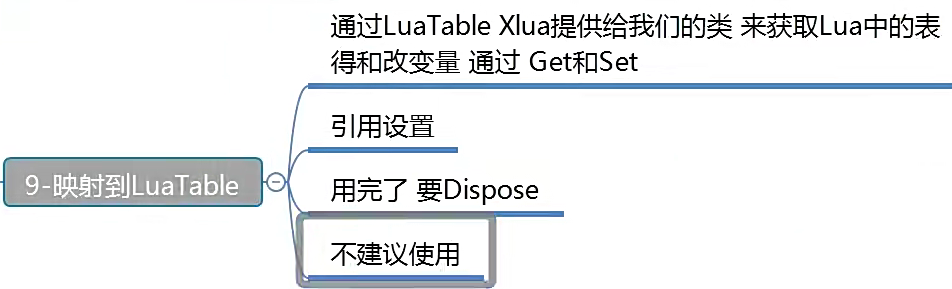 通过LuaTable Xlua提供给我们的类 来获取Lua中的表
得和改变量 通过 Get和Set
引用设置
9-映射到LuaTable
用完了 要Dispose
不建议使用